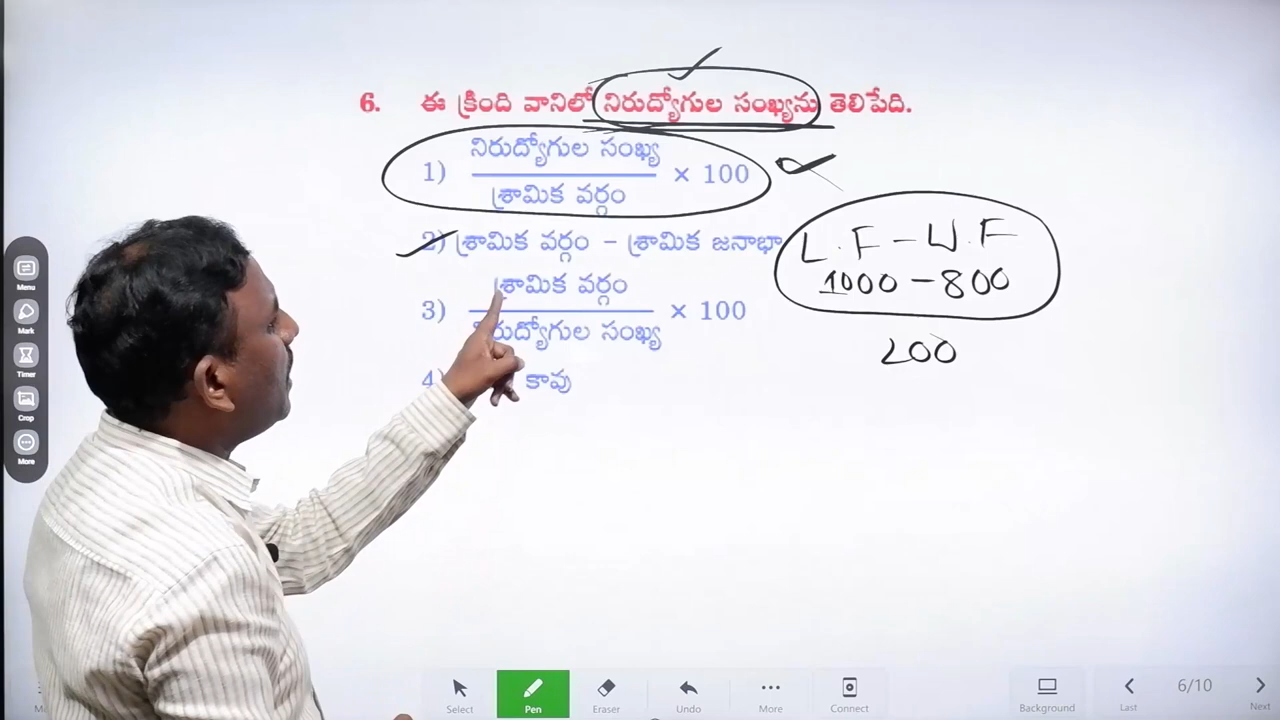 6. ఈ క్రింది వానిలో నిరుద్యోగుల సంఖ్యను తెలిపేది.
నిరుద్యోగుల సంఖ్య
1) × 100
శ్రామిక వర్గం
2) శ్రామిక వర్గం – శ్రామిక జనాభా
L.F – W.F
1000 – 800
శ్రామిక వర్గం
3) × 100
నిరుద్యోగుల సంఖ్య
200
4) కావు
Menu
Mark
Timer
Crop
More
Select
Pen
Eraser
Undo
More
Connect
Background
Last
6/10
Next